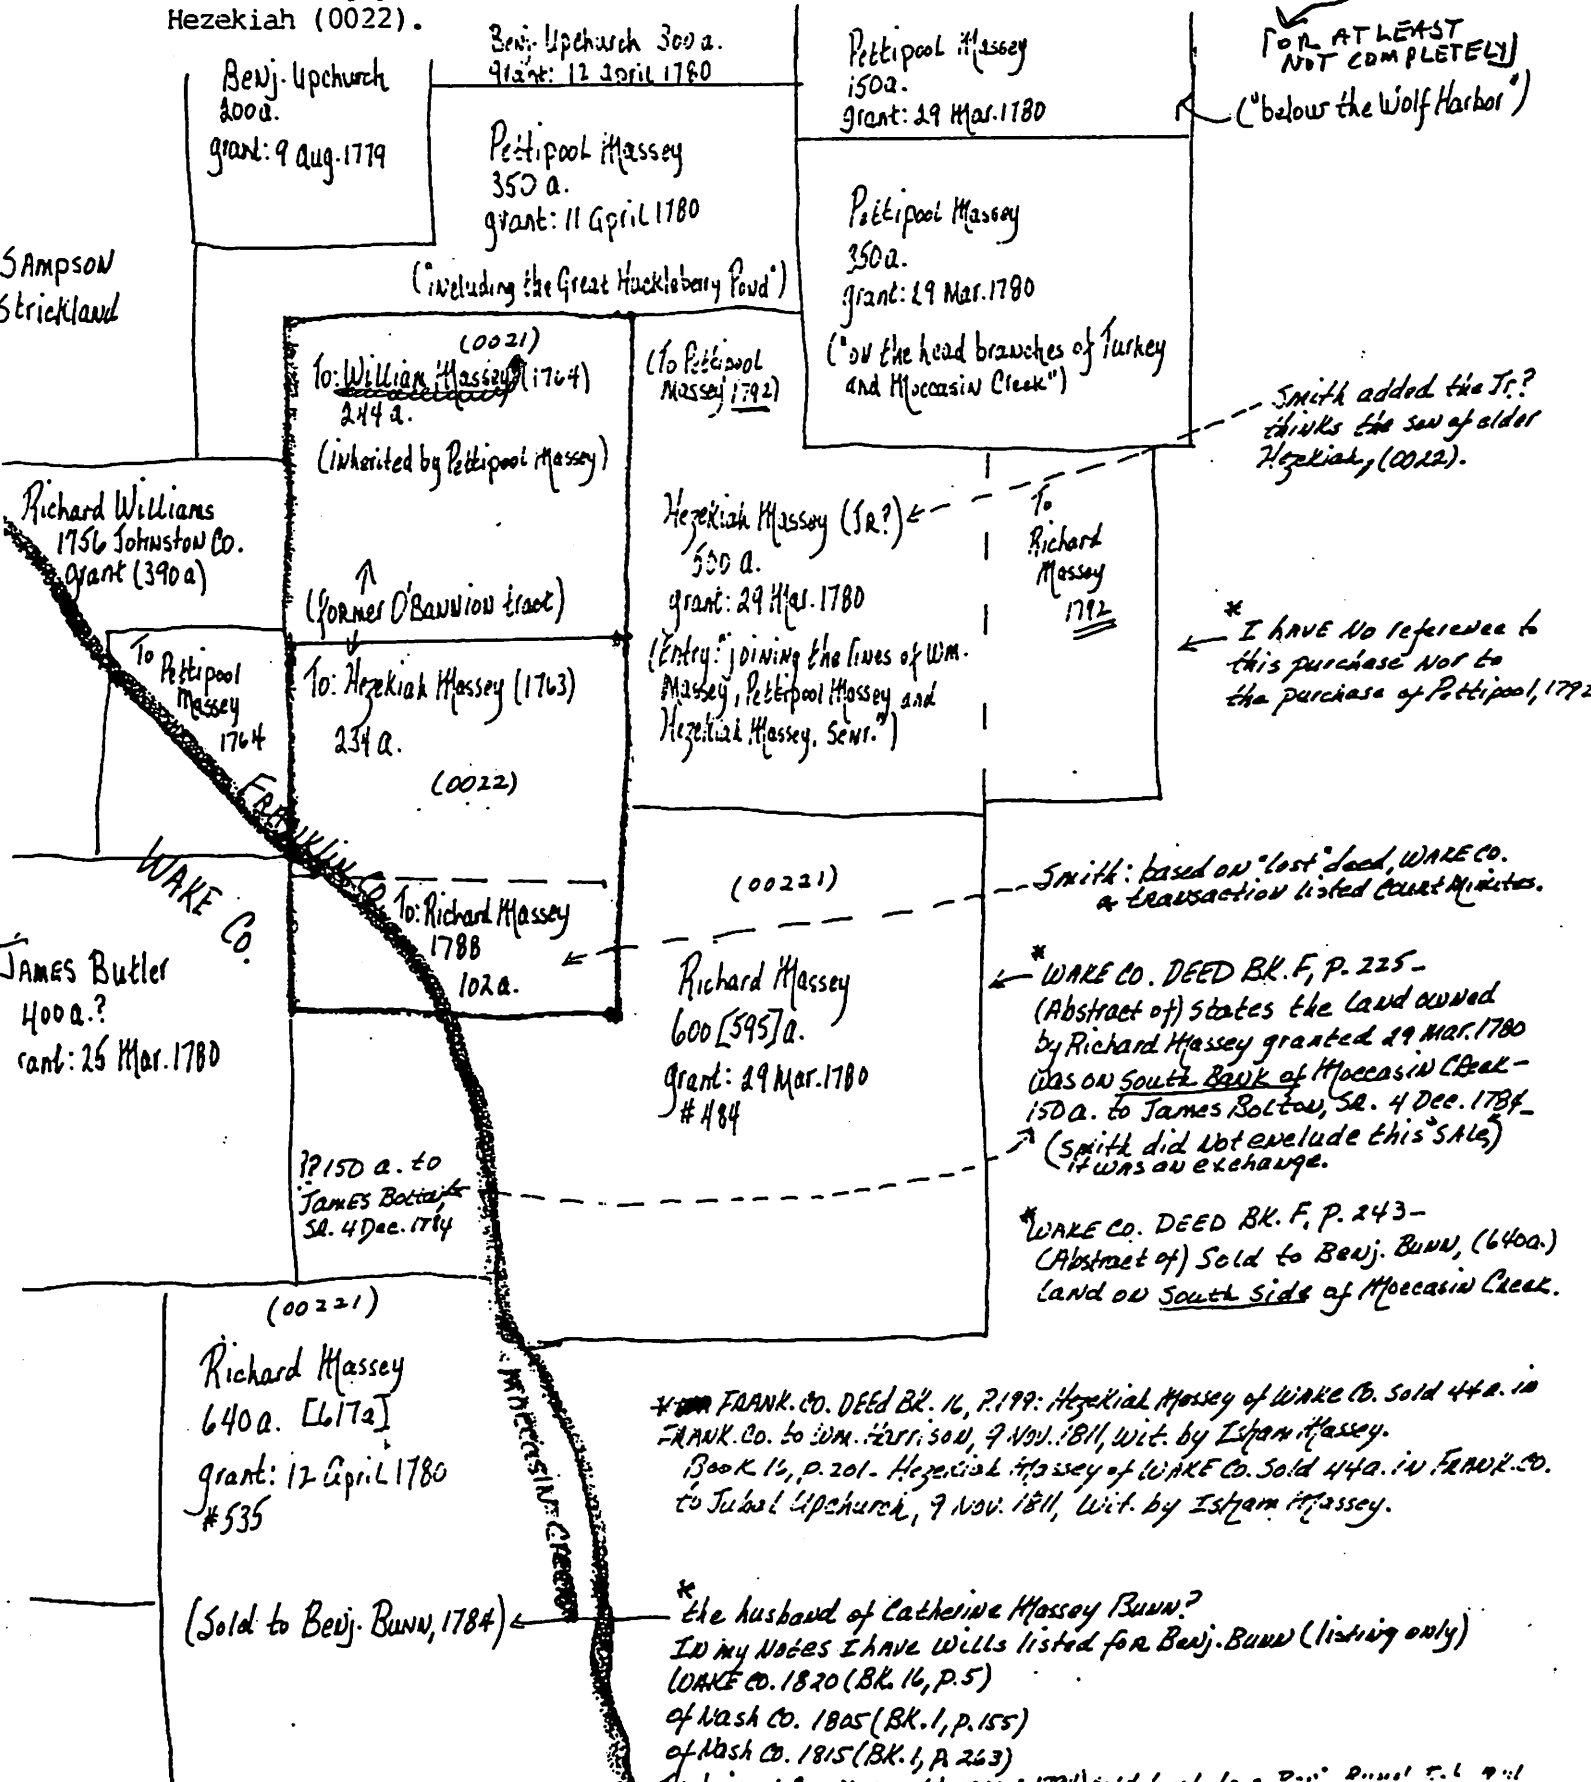 Hezekiah (0022).
Benj. Upchurch
200a.
grant: 9 Aug. 1779
Benj. Upchurch 300a.
grant: 12 April 1780
Pettipool Massey
350 a.
grant: 11 April 1780
("including the Great Huckleberry Pond")
Pettipool Massey
150a.
grant: 29 Mar. 1780
[OR AT LEAST
NOT COMPLETELY]
("below the Wolf Harbor")
Pettipool Massey
350a.
grant: 29 Mar. 1780
("on the head branches of Turkey
and Moccasin Creek")
SAMPSON
Strickland
(0021)
To: William Massey (1764)
244 a.
(inherited by Pettipool Massey)
(former O'Bannion tract)
(To Pettipool
Massey 1792)
Smith added the Jr.?
thinks the son of elder
Hezekiah, (0022).
Richard Williams
1756 Johnston Co.
grant (390a)
Hezekiah Massey (JR?)
500 a.
grant: 29 Mar. 1780
(Entry: "joining the lines of Wm.
Massey, Pettipool Massey and
Hezekiah Massey, Senr.")
To
Richard
Massey
1792
*
I HAVE No reference to
this purchase Nor to
the purchase of Pettipool, 1792
To
Pettipool
Massey
1764
To: Hezekiah Massey (1763)
234 a.
(0022)
FRANKLIN CO.
WAKE CO.
To: Richard Massey
1788
102 a.
(00221)
Smith: based on "lost" deed, WAKE CO.
a transaction listed Court Minutes.
JAMES Butler
400 a.?
rant: 25 Mar. 1780
Richard Massey
600 [595] a.
grant: 29 Mar. 1780
#484
*
WAKE CO. DEED BK. F, P. 225-
(Abstract of) States the land owned
by Richard Massey granted 29 Mar. 1780
was on South Bank of Moccasin Creek-
150 a. to James Bolton, SR. 4 Dec. 1784-
(Smith did not exclude this "SALE,"
it was an exchange.
?? 150 a. to
JAMES Bolton,
SR. 4 Dec. 1784
*WAKE CO. DEED BK. F, P. 243-
(Abstract of) Sold to Benj. Bunn, (640a.)
land on South Side of Moccasin Creek.
(00221)
Richard Massey
640a. [617a]
grant: 12 April 1780
#535
(Sold to Benj. Bunn, 1784)
MOCCASIN CREEK
* FRANK. CO. DEED BK. 16, P. 199: Hezekiah Massey of WAKE CO. sold 44 a. in
FRANK. CO. to Wm. Harrison, 9 Nov. 1811, wit. by Isham Massey.
Book 16, p. 201- Hezekiah Massey of WAKE CO. sold 44a. in FRANK. CO.
to Jubal Upchurch, 9 Nov. 1811, wit. by Isham Massey.
*
the husband of Catherine Massey Bunn?
IN my Notes I have Wills listed for Benj. Bunn (listing only)
WAKE CO. 1820 (BK. 16, P. 5)
of Nash Co. 1805 (BK. 1, p. 155)
of Nash Co. 1815 (BK. 1, P. 263)